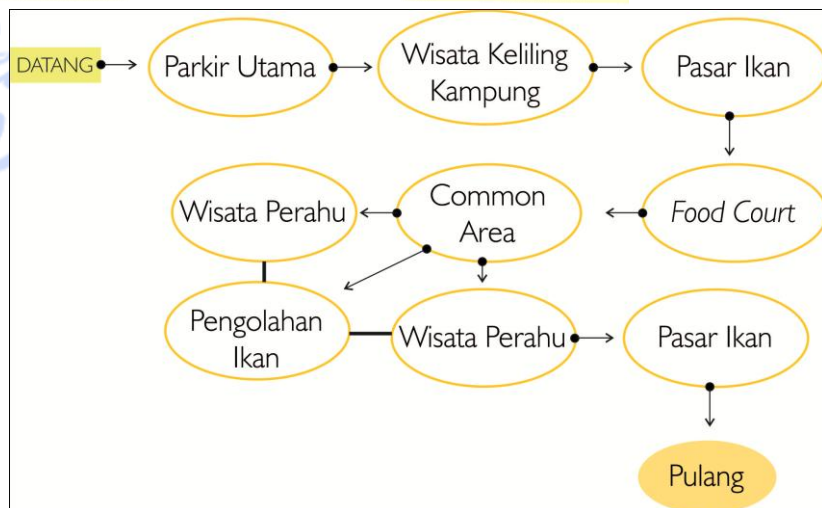 DATANG
Parkir Utama
Wisata Keliling
Kampung
Pasar Ikan
Food Court
Common
Area
Wisata Perahu
Pengolahan
Ikan
Wisata Perahu
Pasar Ikan
Pulang